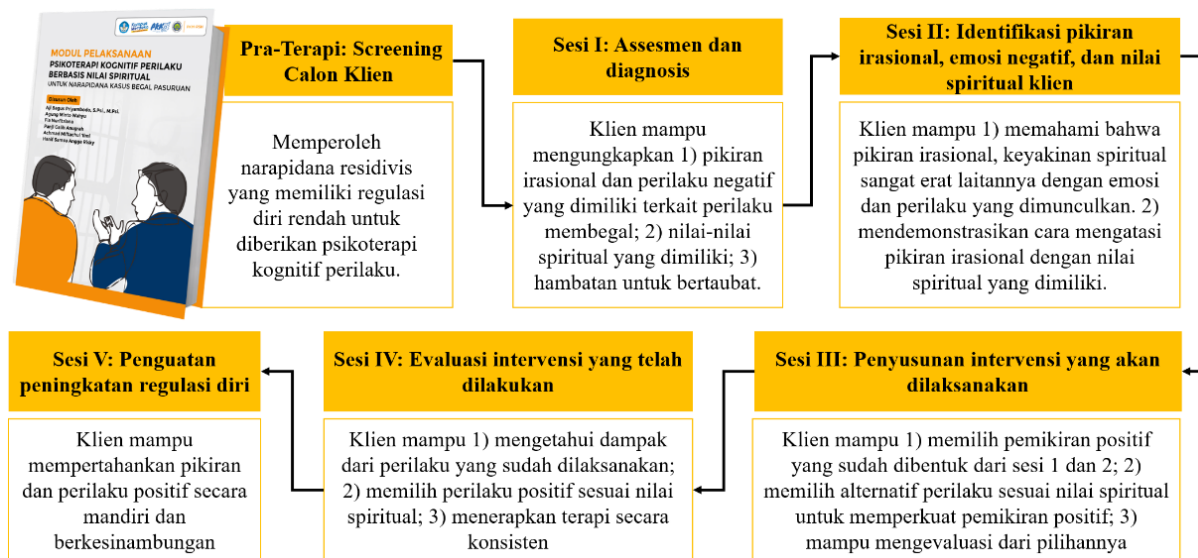 MODUL PELAKSANAAN
PSIKOTERAPI KOGNITIF PERILAKU
BERBASIS NILAI SPIRITUAL
UNTUK NARAPIDANA KASUS BEGAL PASURUAN
Disusun Oleh:
Pra-Terapi: Screening
Calon Klien
Memperoleh
narapidana residivis
yang memiliki regulasi
diri rendah untuk
diberikan psikoterapi
kognitif perilaku.
Sesi I: Assesmen dan
diagnosis
Klien mampu
mengungkapkan 1) pikiran
irasional dan perilaku negatif
yang dimiliki terkait perilaku
membegal; 2) nilai-nilai
spiritual yang dimiliki; 3)
hambatan untuk bertaubat.
Sesi II: Identifikasi pikiran
irasional, emosi negatif, dan nilai
spiritual klien
Klien mampu 1) memahami bahwa
pikiran irasional, keyakinan spiritual
sangat erat laitannya dengan emosi
dan perilaku yang dimunculkan. 2)
mendemonstrasikan cara mengatasi
pikiran irasional dengan nilai
spiritual yang dimiliki.
Sesi III: Penyusunan intervensi yang akan
dilaksanakan
Klien mampu 1) memilih pemikiran positif
yang sudah dibentuk dari sesi 1 dan 2; 2)
memilih alternatif perilaku sesuai nilai spiritual
untuk memperkuat pemikiran positif; 3)
mampu mengevaluasi dari pilihannya
Sesi IV: Evaluasi intervensi yang telah
dilakukan
Klien mampu 1) mengetahui dampak
dari perilaku yang sudah dilaksanakan;
2) memilih perilaku positif sesuai nilai
spiritual; 3) menerapkan terapi secara
konsisten
Sesi V: Penguatan
peningkatan regulasi diri
Klien mampu
mempertahankan pikiran
dan perilaku positif secara
mandiri dan
berkesinambungan